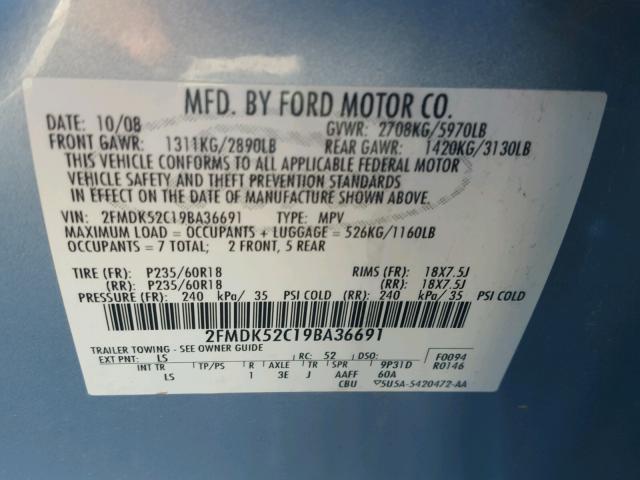 MFD. BY FORD MOTOR CO.
DATE: 10/08 GVWR: 2708KG/5970LB
FRONT GAWR: 1311KG/2890LB REAR GAWR: 1420KG/3130LB
THIS VEHICLE CONFORMS TO ALL APPLICABLE FEDERAL MOTOR
VEHICLE SAFETY AND THEFT PREVENTION STANDARDS
IN EFFECT ON THE DATE OF MANUFACTURE SHOWN ABOVE.
VIN: 2FMDK52C19BA36691 TYPE: MPV
MAXIMUM LOAD = OCCUPANTS + LUGGAGE = 526KG/1160LB
OCCUPANTS = 7 TOTAL; 2 FRONT, 5 REAR
TIRE (FR): P235/60R18 RIMS (FR): 18X7.5J
(RR): P235/60R18 (RR): 18X7.5J
PRESSURE (FR): 240 kPa/ 35 PSI COLD (RR): 240 kPa/ 35 PSI COLD
2FMDK52C19BA36691
TRAILER TOWING - SEE OWNER GUIDE
EXT PNT: LS RC: 52 DSO: F0094
INT TR TP/PS R AXLE TR SPR 9P31D R0146
LS 1 3E J AAFF 60A
CBU ▽5U5A-5420472-AA